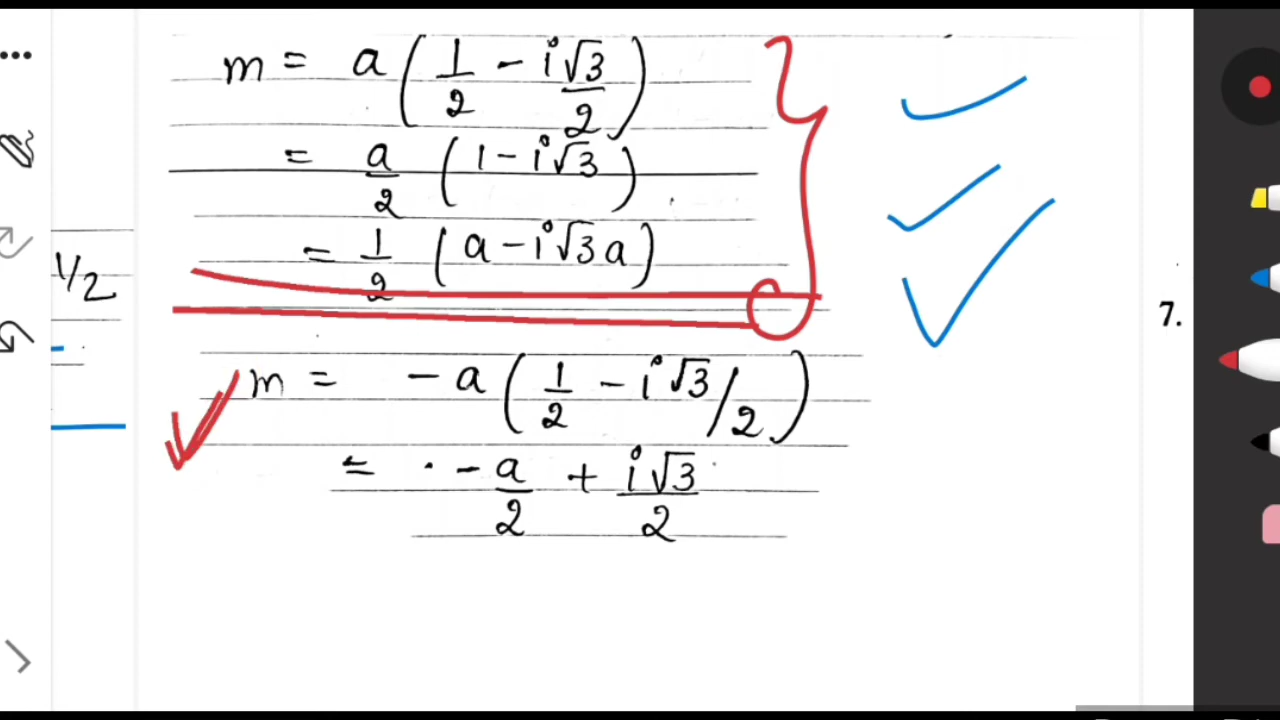 m = a ( 1/2 - i√3/2 )
= a/2 ( 1 - i√3 )
= 1/2 ( a - i√3a )
1/2
7.
m = - a ( 1/2 - i√3/2 )
= - a/2 + i√3/2